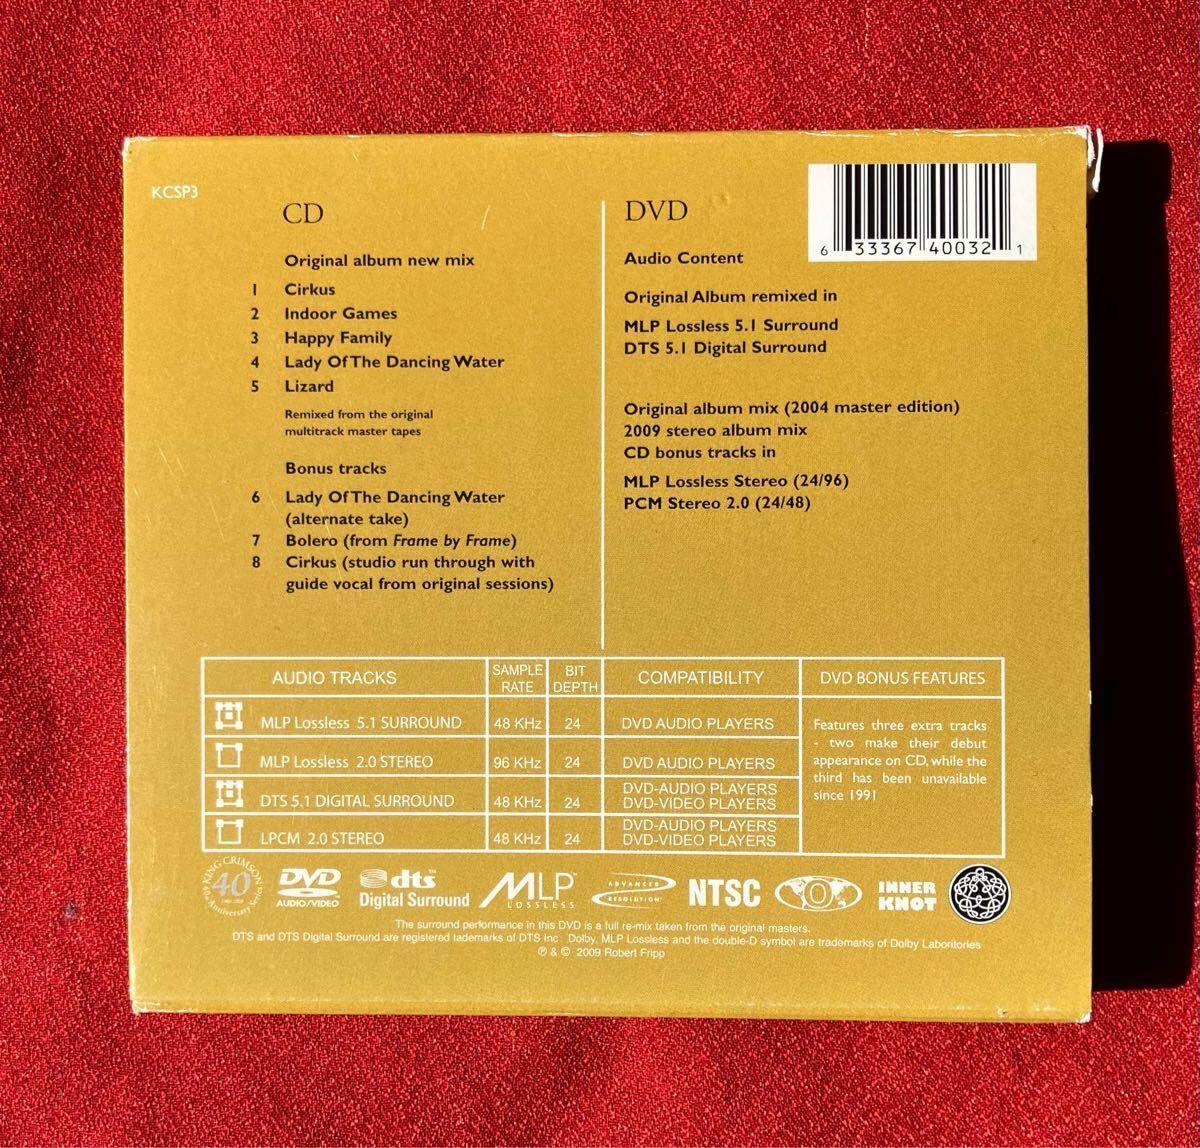 KCSP3
CD
Original album new mix
1 Cirkus
2 Indoor Games
3 Happy Family
4 Lady Of The Dancing Water
5 Lizard
Remixed from the original
multitrack master tapes
Bonus tracks
6 Lady Of The Dancing Water
(alternate take)
7 Bolero (from Frame by Frame)
8 Cirkus (studio run through with
guide vocal from original sessions)
DVD
6 33367 40032 1
Audio Content
Original Album remixed in
MLP Lossless 5.1 Surround
DTS 5.1 Digital Surround
Original album mix (2004 master edition)
2009 stereo album mix
CD bonus tracks in
MLP Lossless Stereo (24/96)
PCM Stereo 2.0 (24/48)
AUDIO TRACKS SAMPLE RATE BIT DEPTH COMPATIBILITY DVD BONUS FEATURES
MLP Lossless 5.1 SURROUND 48 KHz 24 DVD AUDIO PLAYERS
MLP Lossless 2.0 STEREO 96 KHz 24 DVD AUDIO PLAYERS
DTS 5.1 DIGITAL SURROUND 48 KHz 24 DVD-AUDIO PLAYERS
DVD-VIDEO PLAYERS
LPCM 2.0 STEREO 48 KHz 24 DVD-AUDIO PLAYERS
DVD-VIDEO PLAYERS
Features three extra tracks
- two make their debut
appearance on CD, while the
third has been unavailable
since 1991
KING CRIMSON 40 40th Anniversary Series
DVD AUDIO/VIDEO
dts Digital Surround
MLP LOSSLESS
ADVANCED RESOLUTION
NTSC
0
INNER KNOT
The surround performance in this DVD is a full re-mix taken from the original masters.
DTS and DTS Digital Surround are registered tademarks of DTS Inc. Dolby, MLP Lossless and the double-D symbol are trademarks of Dolby Laboritories
℗ & © 2009 Robert Fripp